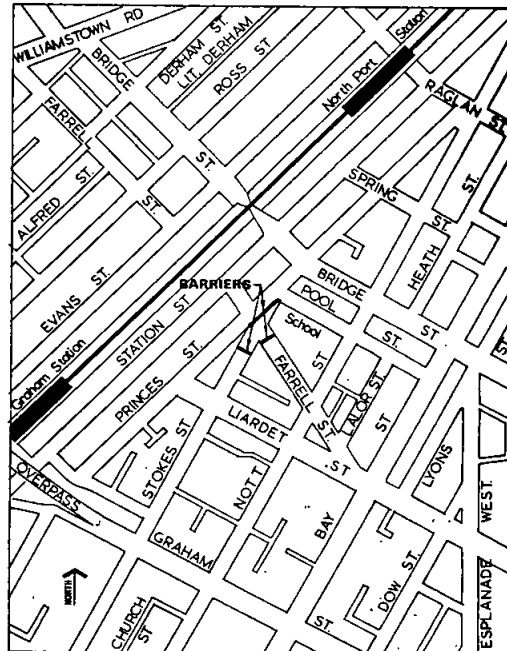 WILLIAMSTOWN RD
BRIDGE ST.
DERHAM ST.
LIT. DERHAM
ROSS ST
North Port Station
RAGLAN ST.
FARREL ST.
ALFRED ST.
SPRING ST.
HEATH ST.
EVANS ST.
BARRIERS
BRIDGE ST
POOL ST.
School
STATION ST
Graham Station
PRINCES ST.
FARRELL ST.
LALOR ST.
LIARDET ST.
STOKES ST
NOTT ST
BAY ST
LYONS
OVERPASS
GRAHAM ST.
DOW ST.
ESPLANADE WEST.
CHURCH ST
NORTH
ST